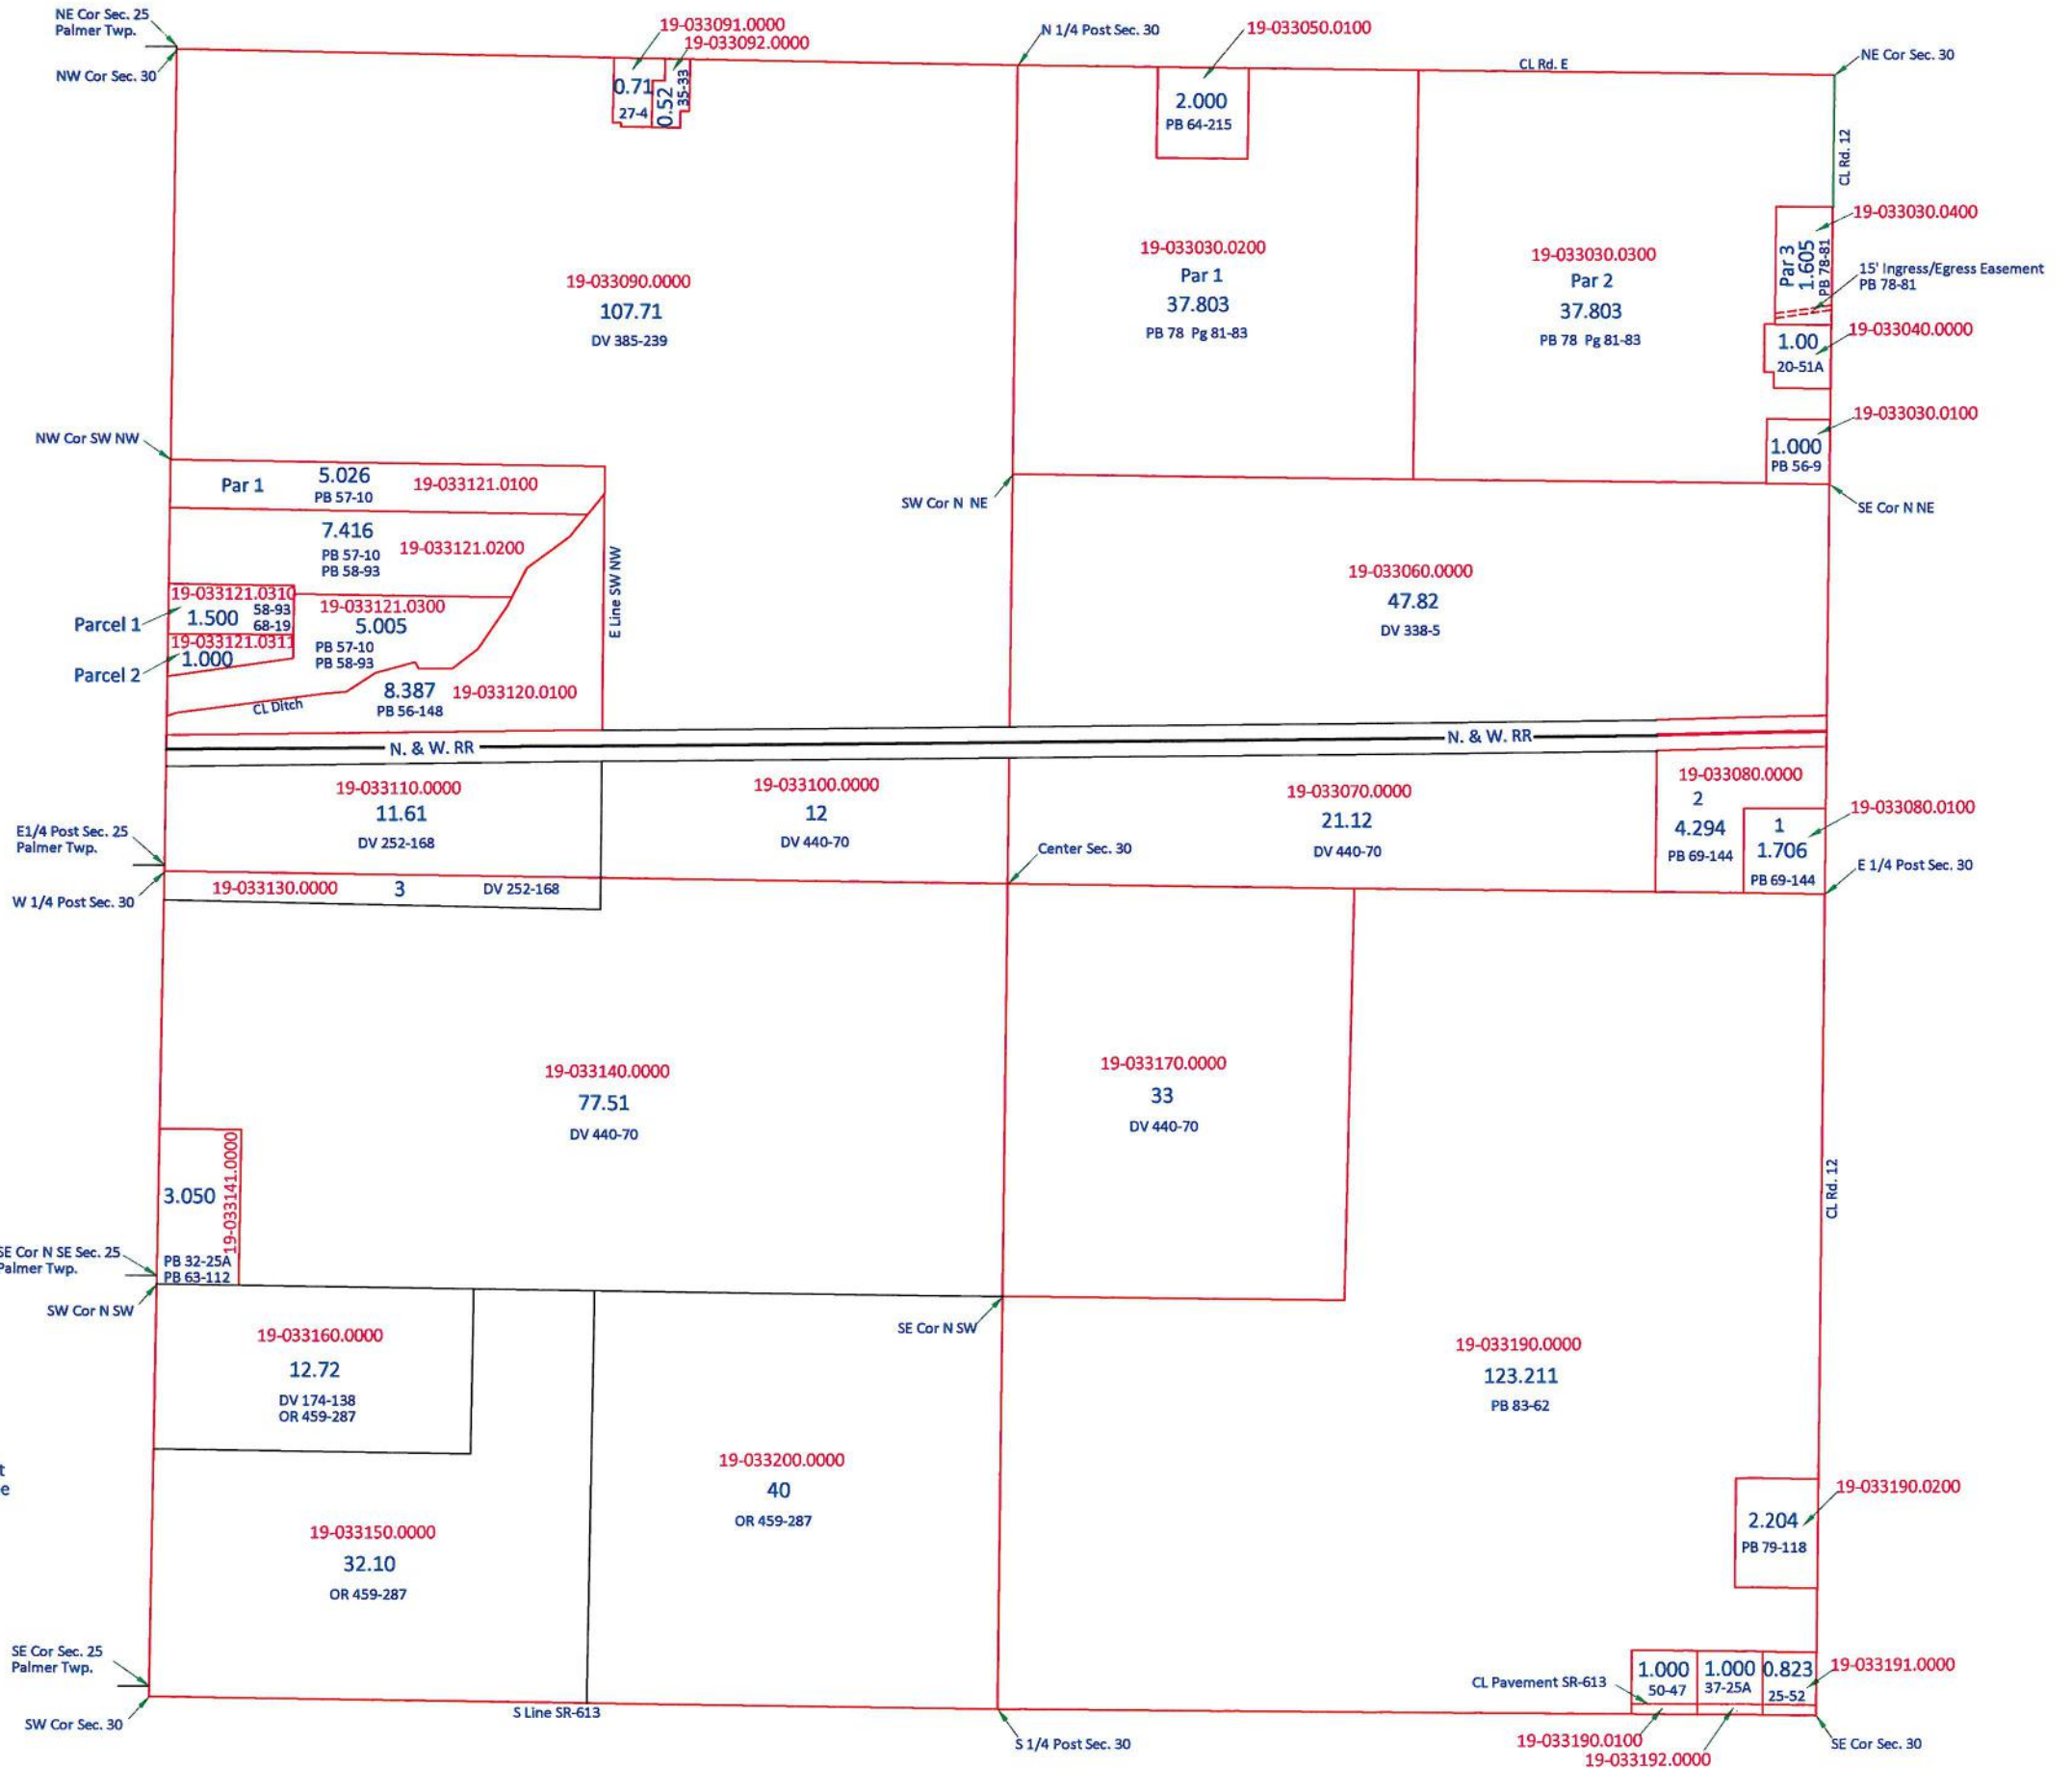 NE Cor Sec. 25
Palmer Twp.
NW Cor Sec. 30
19-033091.0000
19-033092.0000
0.71
27-4
0.52
35-33
N 1/4 Post Sec. 30
19-033050.0100
2.000
PB 64-215
CL Rd. E
NE Cor Sec. 30
CL Rd. 12
19-033030.0400
Par 3
1.605
PB 78-81
15' Ingress/Egress Easement
PB 78-81
19-033040.0000
1.00
20-51A
19-033030.0100
1.000
PB 56-9
19-033090.0000
107.71
DV 385-239
19-033030.0200
Par 1
37.803
PB 78 Pg 81-83
19-033030.0300
Par 2
37.803
PB 78 Pg 81-83
NW Cor SW NW
Par 1
5.026
PB 57-10
19-033121.0100
SW Cor N NE
SE Cor N NE
7.416
PB 57-10
PB 58-93
19-033121.0200
E Line SW NW
19-033060.0000
47.82
DV 338-5
19-033121.0310
Parcel 1
1.500
58-93
68-19
19-033121.0300
5.005
PB 57-10
PB 58-93
19-033121.0311
1.000
Parcel 2
8.387
PB 56-148
19-033120.0100
CL Ditch
N. & W. RR
N. & W. RR
19-033110.0000
11.61
DV 252-168
19-033100.0000
12
DV 440-70
19-033070.0000
21.12
DV 440-70
19-033080.0000
2
4.294
PB 69-144
1
1.706
PB 69-144
19-033080.0100
E1/4 Post Sec. 25
Palmer Twp.
Center Sec. 30
E 1/4 Post Sec. 30
W 1/4 Post Sec. 30
19-033130.0000
3
DV 252-168
19-033140.0000
77.51
DV 440-70
19-033170.0000
33
DV 440-70
3.050
19-033141.0000
PB 32-25A
PB 63-112
CL Rd. 12
SE Cor N SE Sec. 25
Palmer Twp.
SW Cor N SW
SE Cor N SW
19-033160.0000
12.72
DV 174-138
OR 459-287
19-033190.0000
123.211
PB 83-62
19-033200.0000
40
OR 459-287
t
e
19-033190.0200
2.204
PB 79-118
19-033150.0000
32.10
OR 459-287
SE Cor Sec. 25
Palmer Twp.
SW Cor Sec. 30
S Line SR-613
S 1/4 Post Sec. 30
CL Pavement SR-613
1.000
50-47
1.000
37-25A
0.823
25-52
19-033191.0000
19-033190.0100
19-033192.0000
SE Cor Sec. 30